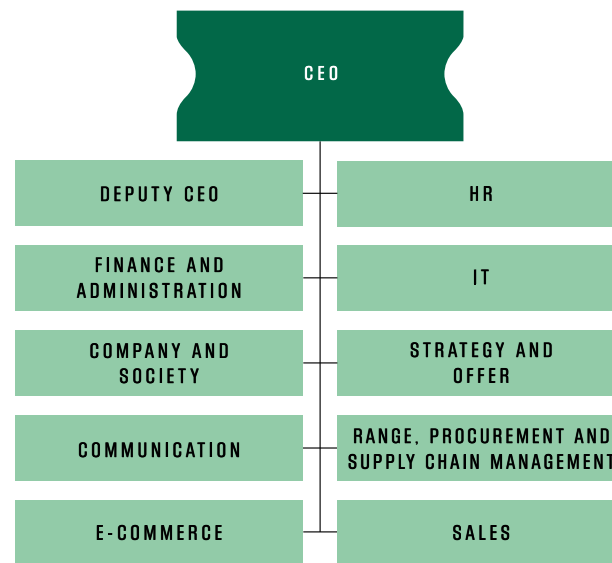 CEO
DEPUTY CEO
HR
FINANCE AND
ADMINISTRATION
IT
COMPANY AND
SOCIETY
STRATEGY AND
OFFER
COMMUNICATION
RANGE, PROCUREMENT AND
SUPPLY CHAIN MANAGEMENT
E-COMMERCE
SALES